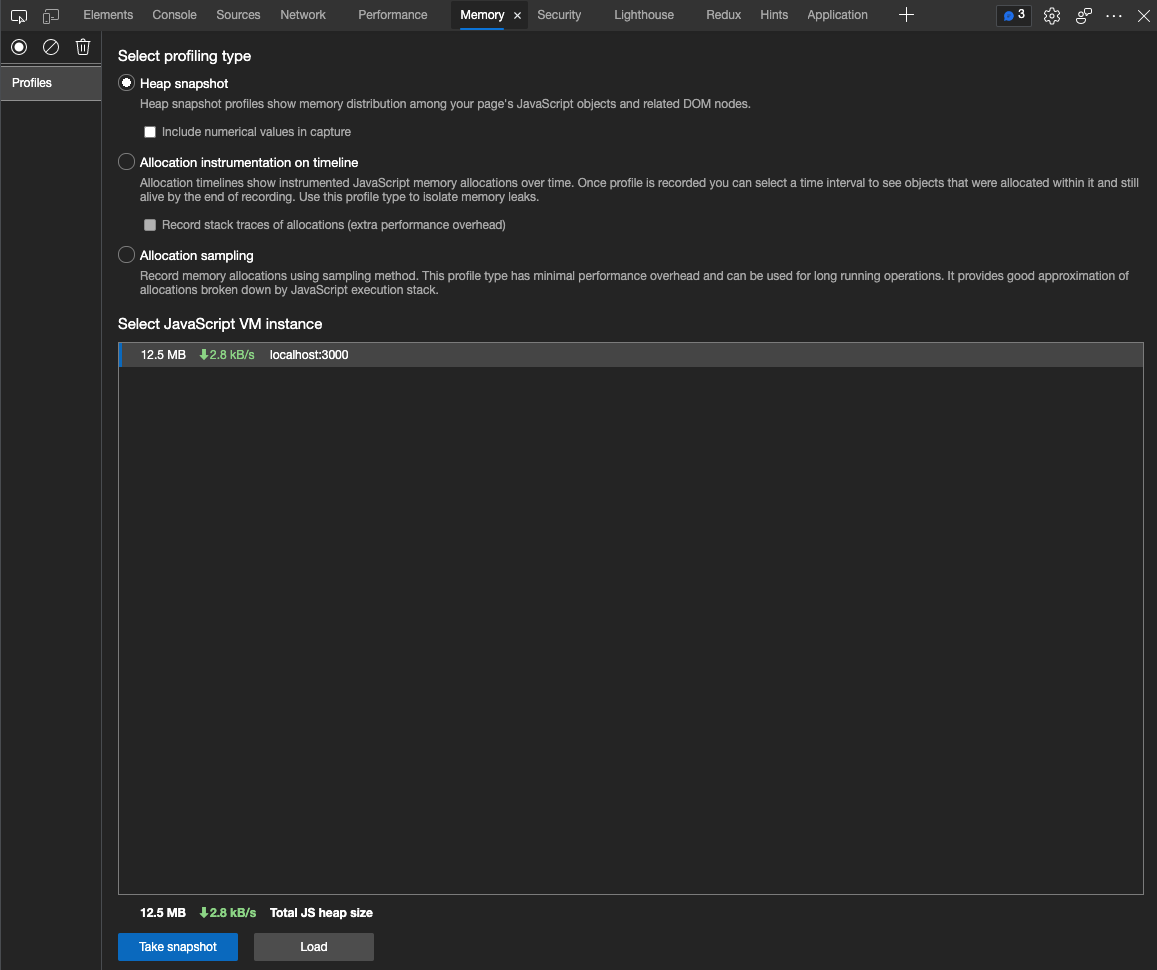 Elements Console Sources Network Performance Memory Security Lighthouse Redux Hints Application 3
Profiles
Select profiling type
Heap snapshot
Heap snapshot profiles show memory distribution among your page's JavaScript objects and related DOM nodes.
Include numerical values in capture
Allocation instrumentation on timeline
Allocation timelines show instrumented JavaScript memory allocations over time. Once profile is recorded you can select a time interval to see objects that were allocated within it and still
alive by the end of recording. Use this profile type to isolate memory leaks.
Record stack traces of allocations (extra performance overhead)
Allocation sampling
Record memory allocations using sampling method. This profile type has minimal performance overhead and can be used for long running operations. It provides good approximation of
allocations broken down by JavaScript execution stack.
Select JavaScript VM instance
12.5 MB 2.8 kB/s localhost:3000
12.5 MB 2.8 kB/s Total JS heap size
Take snapshot Load